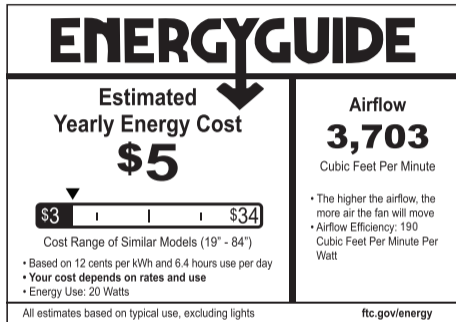 ENERGYGUIDE
Estimated
Yearly Energy Cost
$5
$3
$34
Cost Range of Similar Models (19" - 84")
• Based on 12 cents per kWh and 6.4 hours use per day
• Your cost depends on rates and use
• Energy Use: 20 Watts
Airflow
3,703
Cubic Feet Per Minute
• The higher the airflow, the
more air the fan will move
• Airflow Efficiency: 190
Cubic Feet Per Minute Per
Watt
All estimates based on typical use, excluding lights
ftc.gov/energy